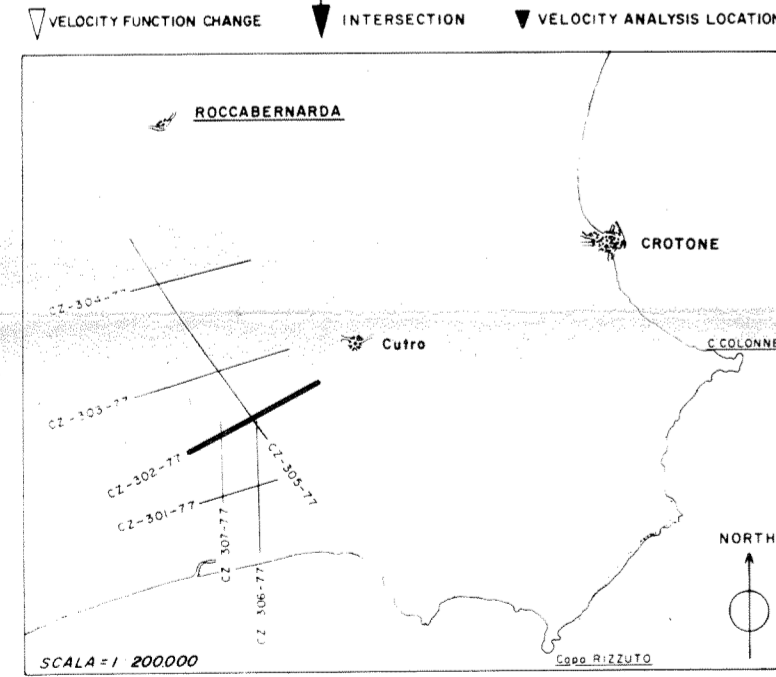 VELOCITY FUNCTION CHANGE
INTERSECTION
VELOCITY ANALYSIS LOCATION
ROCCABERNARDA
CROTONE
CZ-304-77
Cutro
C COLONNE
CZ-303-77
CZ-302-77
CZ-305-77
CZ-301-77
CZ 307-77
CZ 306-77
NORTH
SCALA = 1 200.000
Capo RIZZUTO